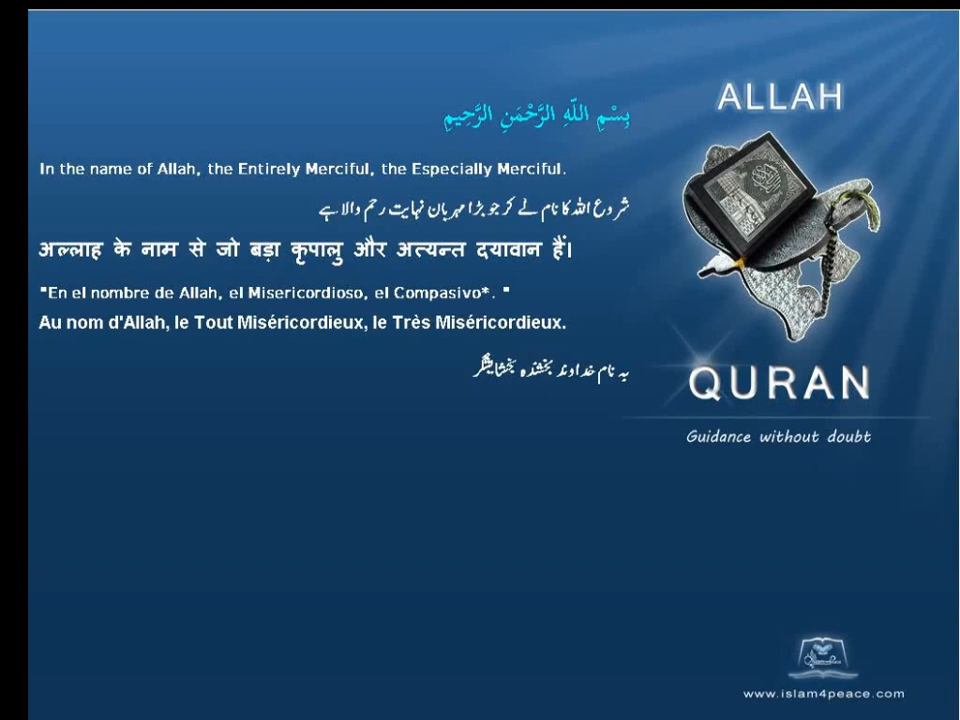 بِسْمِ اللَّهِ الرَّحْمَنِ الرَّحِيمِ
In the name of Allah, the Entirely Merciful, the Especially Merciful.
شروع الله کا نام لے کر جو بڑا مہربان نہایت رحم والا ہے
अल्लाह के नाम से जो बड़ा कृपालु और अत्यन्त दयावान हैं।
"En el nombre de Allah, el Misericordioso, el Compasivo*. "
Au nom d'Allah, le Tout Miséricordieux, le Très Miséricordieux.
به نام خداوند بخشنده بخشایشگر
ALLAH
QURAN
Guidance without doubt
www.islam4peace.com